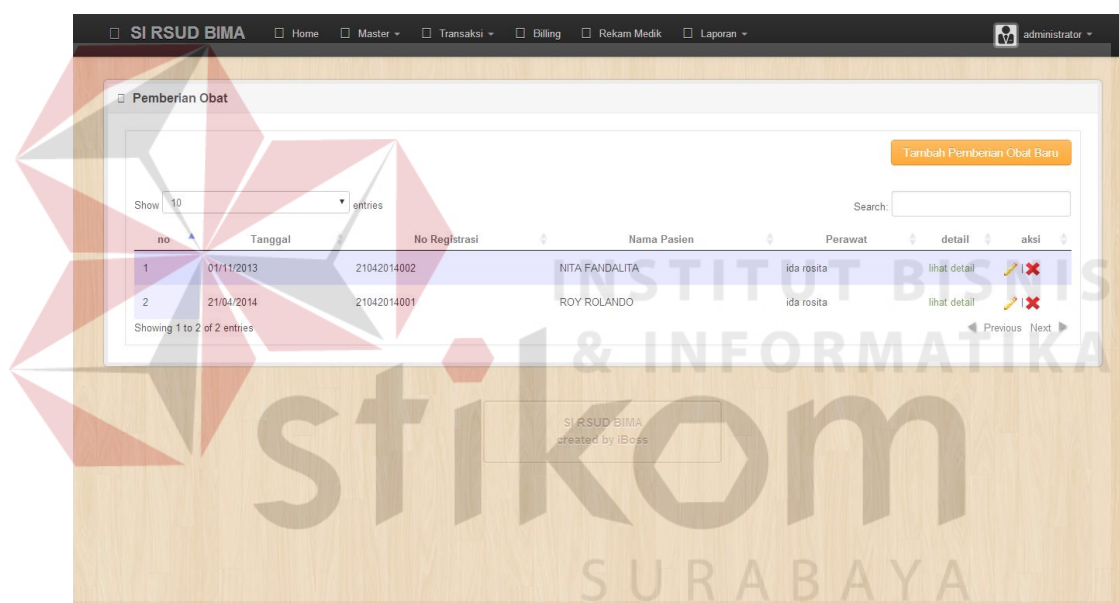 SI RSUD BIMA Home Master Transaksi Billing Rekam Medik Laporan administrator
Pemberian Obat
Tambah Pemberian Obat Baru
Show 10 entries Search:
no Tanggal No Registrasi Nama Pasien Perawat detail aksi
1 01/11/2013 21042014002 NITA FANDALITA ida rosita lihat detail |
2 21/04/2014 21042014001 ROY ROLANDO ida rosita lihat detail |
Showing 1 to 2 of 2 entries Previous Next
INSTITUT BISNIS
& INFORMATIKA
stikom
SURABAYA
SI RSUD BIMA
created by iBoss